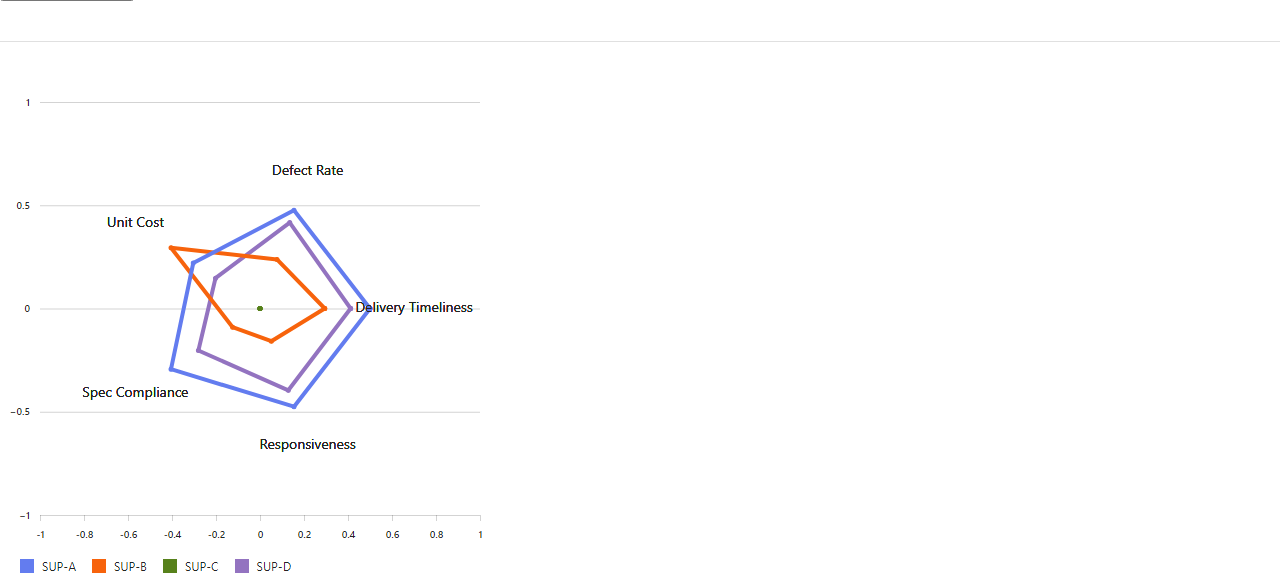 1
Defect Rate
0.5
Unit Cost
0
Delivery Timeliness
Spec Compliance
−0.5
Responsiveness
−1
-1 -0.8 -0.6 -0.4 -0.2 0 0.2 0.4 0.6 0.8 1
SUP-A SUP-B SUP-C SUP-D